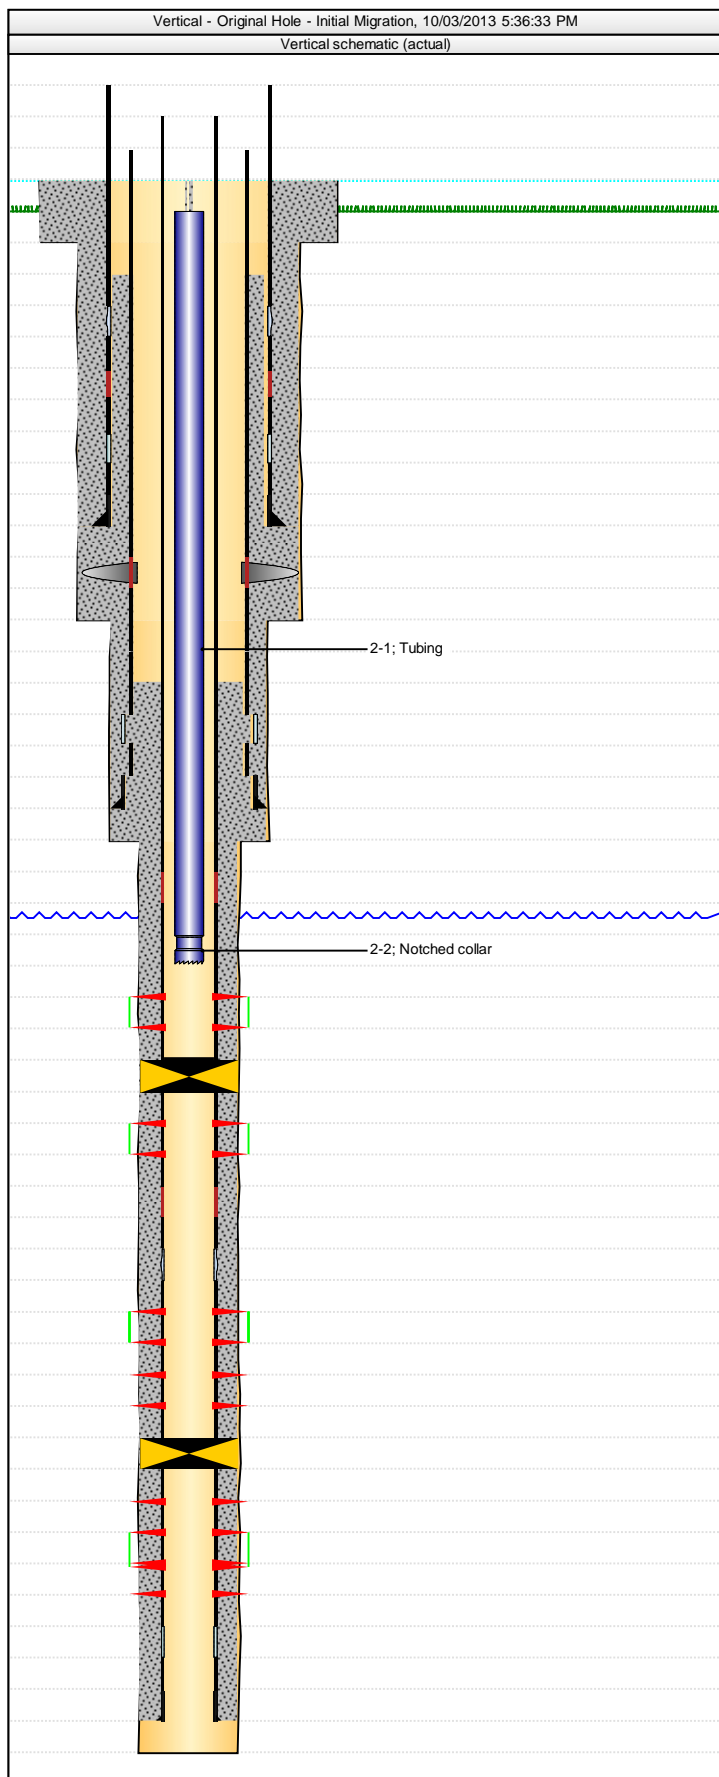 Vertical - Original Hole - Initial Migration, 10/03/2013 5:36:33 PM
Vertical schematic (actual)
2-1; Tubing
2-2; Notched collar